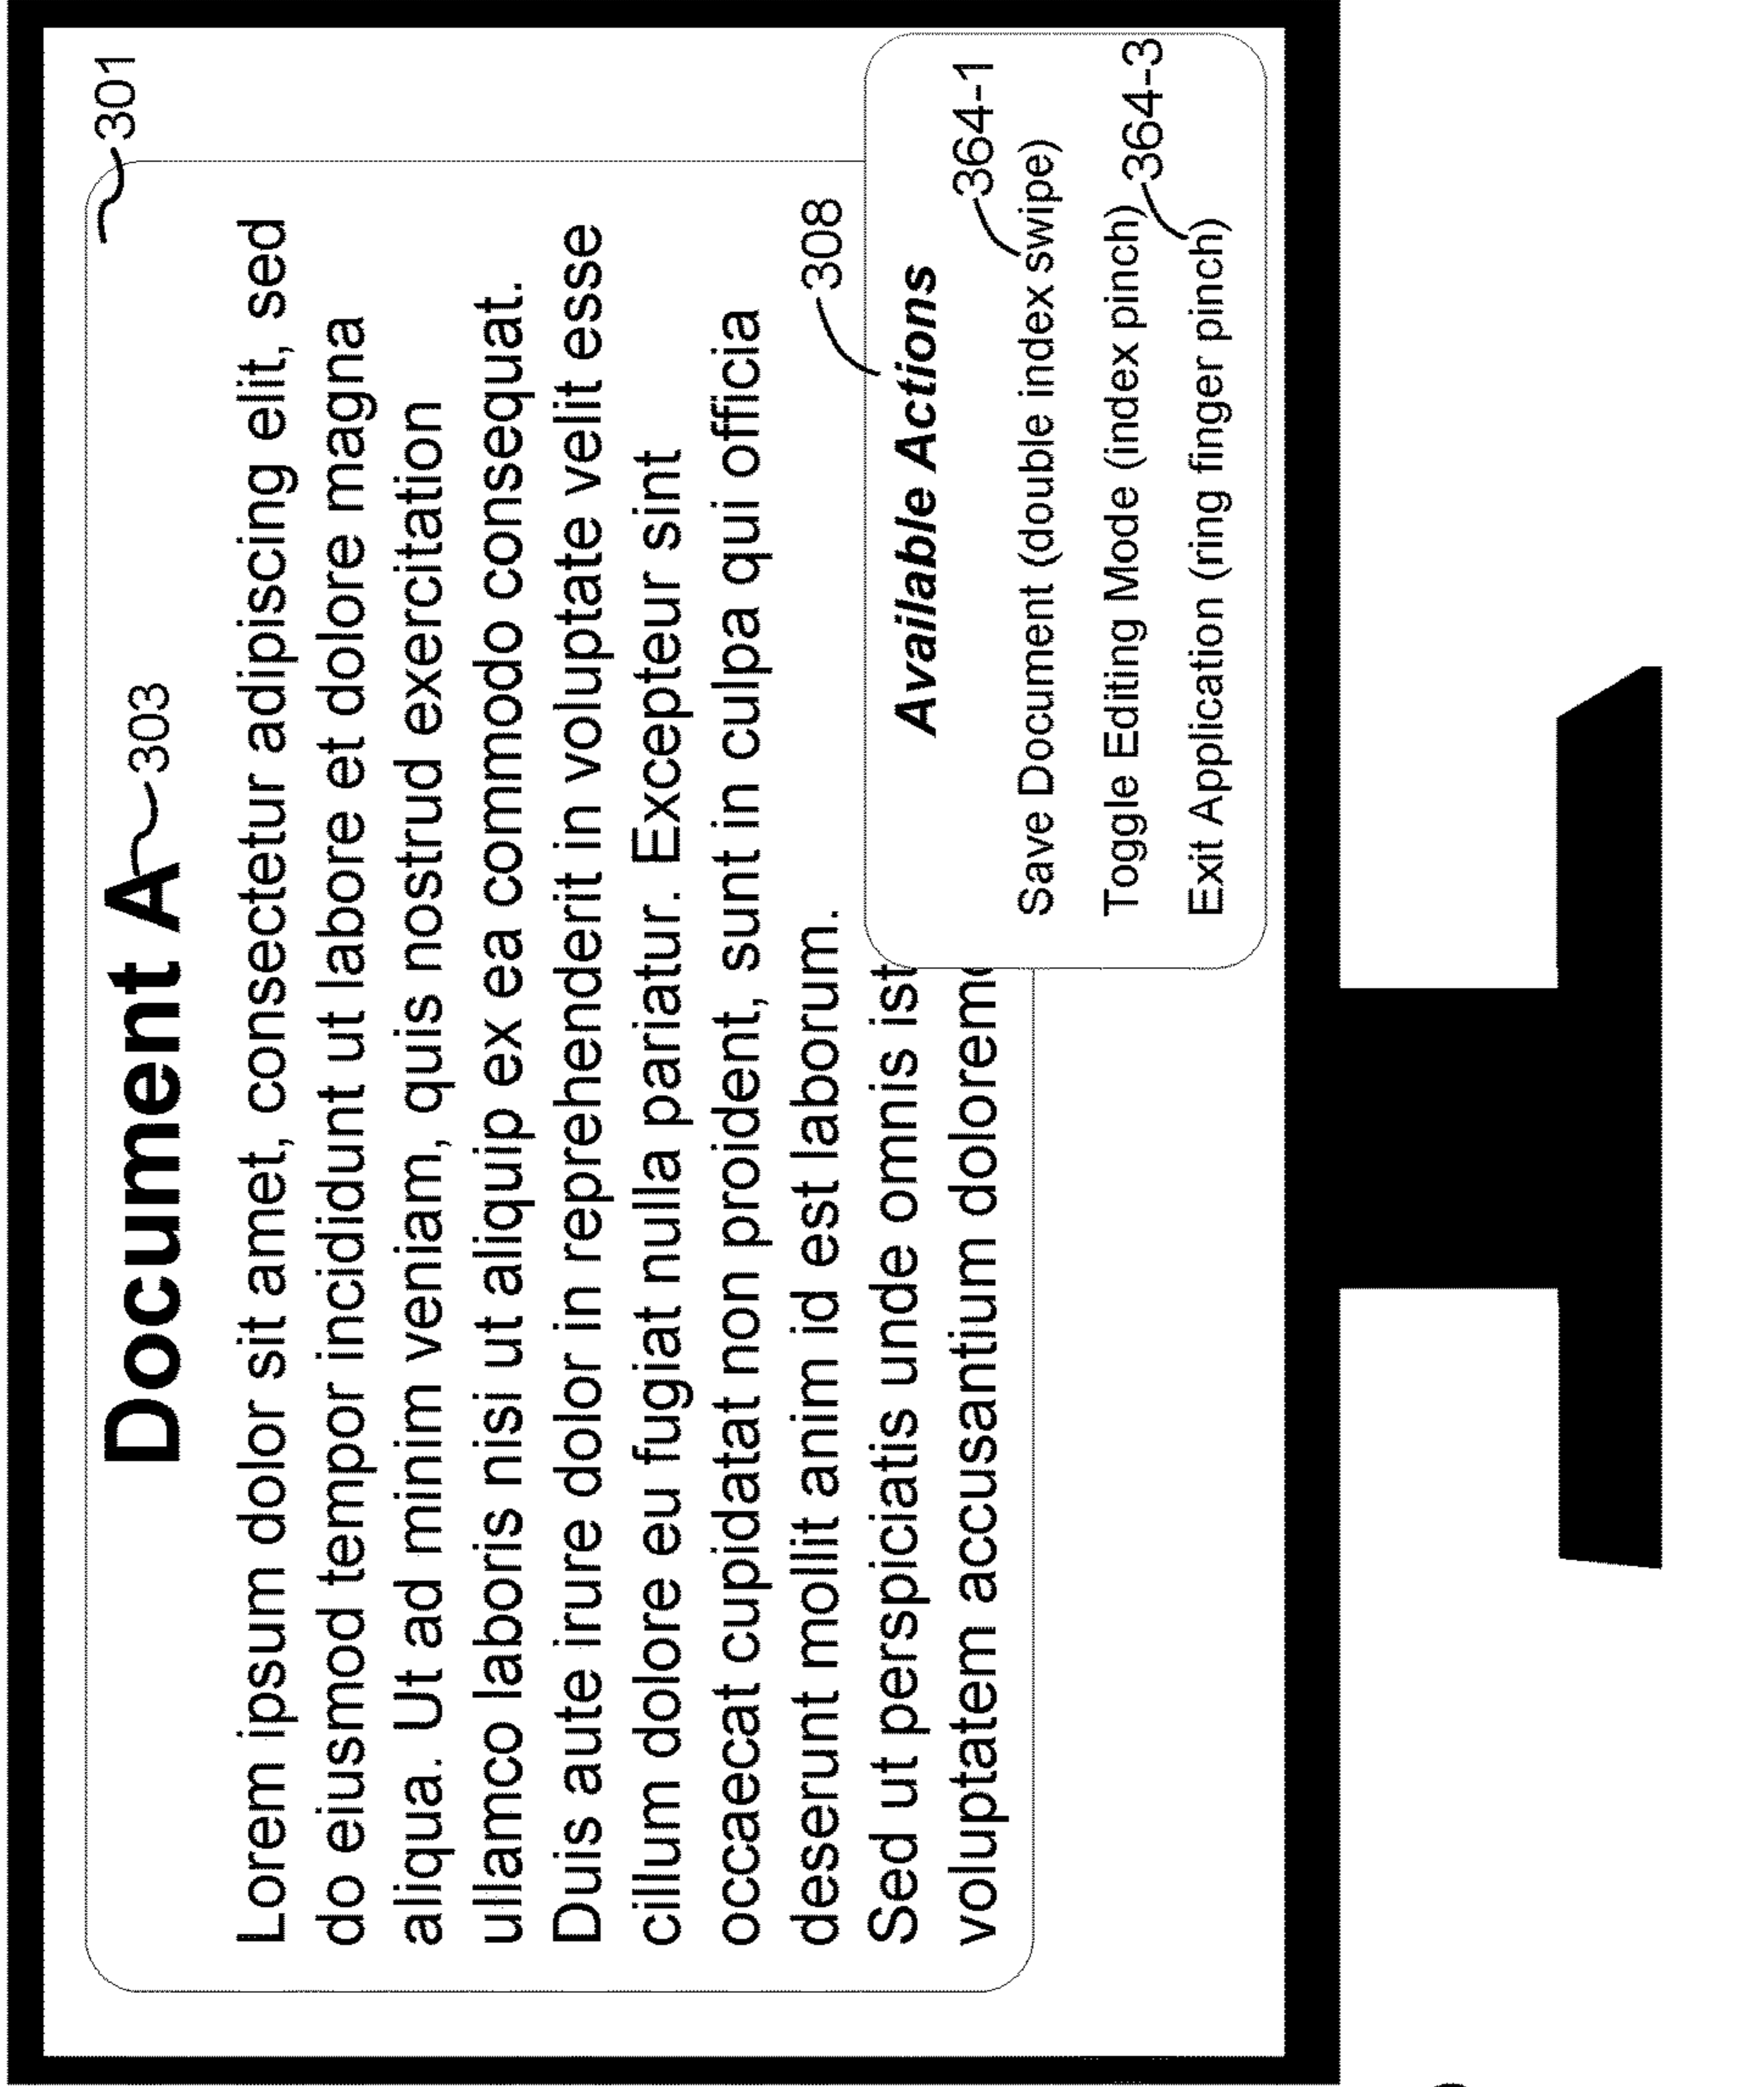 301
Document A
303
Lorem ipsum dolor sit amet, consectetur adipiscing elit, sed
do eiusmod tempor incididunt ut labore et dolore magna
aliqua. Ut ad minim veniam, quis nostrud exercitation
ullamco laboris nisi ut aliquip ex ea commodo consequat.
Duis aute irure dolor in reprehenderit in voluptate velit esse
cillum dolore eu fugiat nulla pariatur. Excepteur sint
occaecat cupidatat non proident, sunt in culpa qui officia
deserunt mollit anim id est laborum.
Sed ut perspiciatis unde omnis ist
voluptatem accusantium dolorem
308
Available Actions
364-1
Save Document (double index swipe)
Toggle Editing Mode (index pinch)
364-3
Exit Application (ring finger pinch)